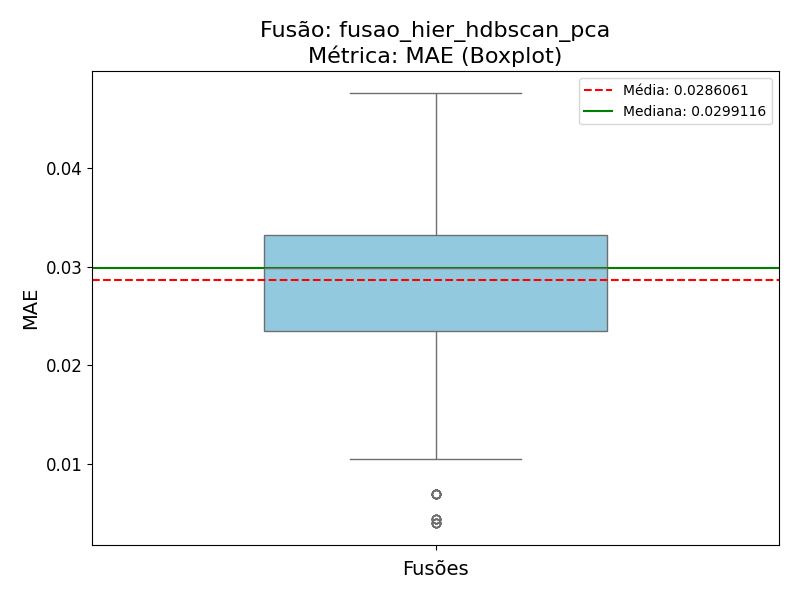 Fusão: fusao_hier_hdbscan_pca
Métrica: MAE (Boxplot)
Média: 0.0286061
Mediana: 0.0299116
0.04
0.03
0.02
0.01
MAE
Fusões